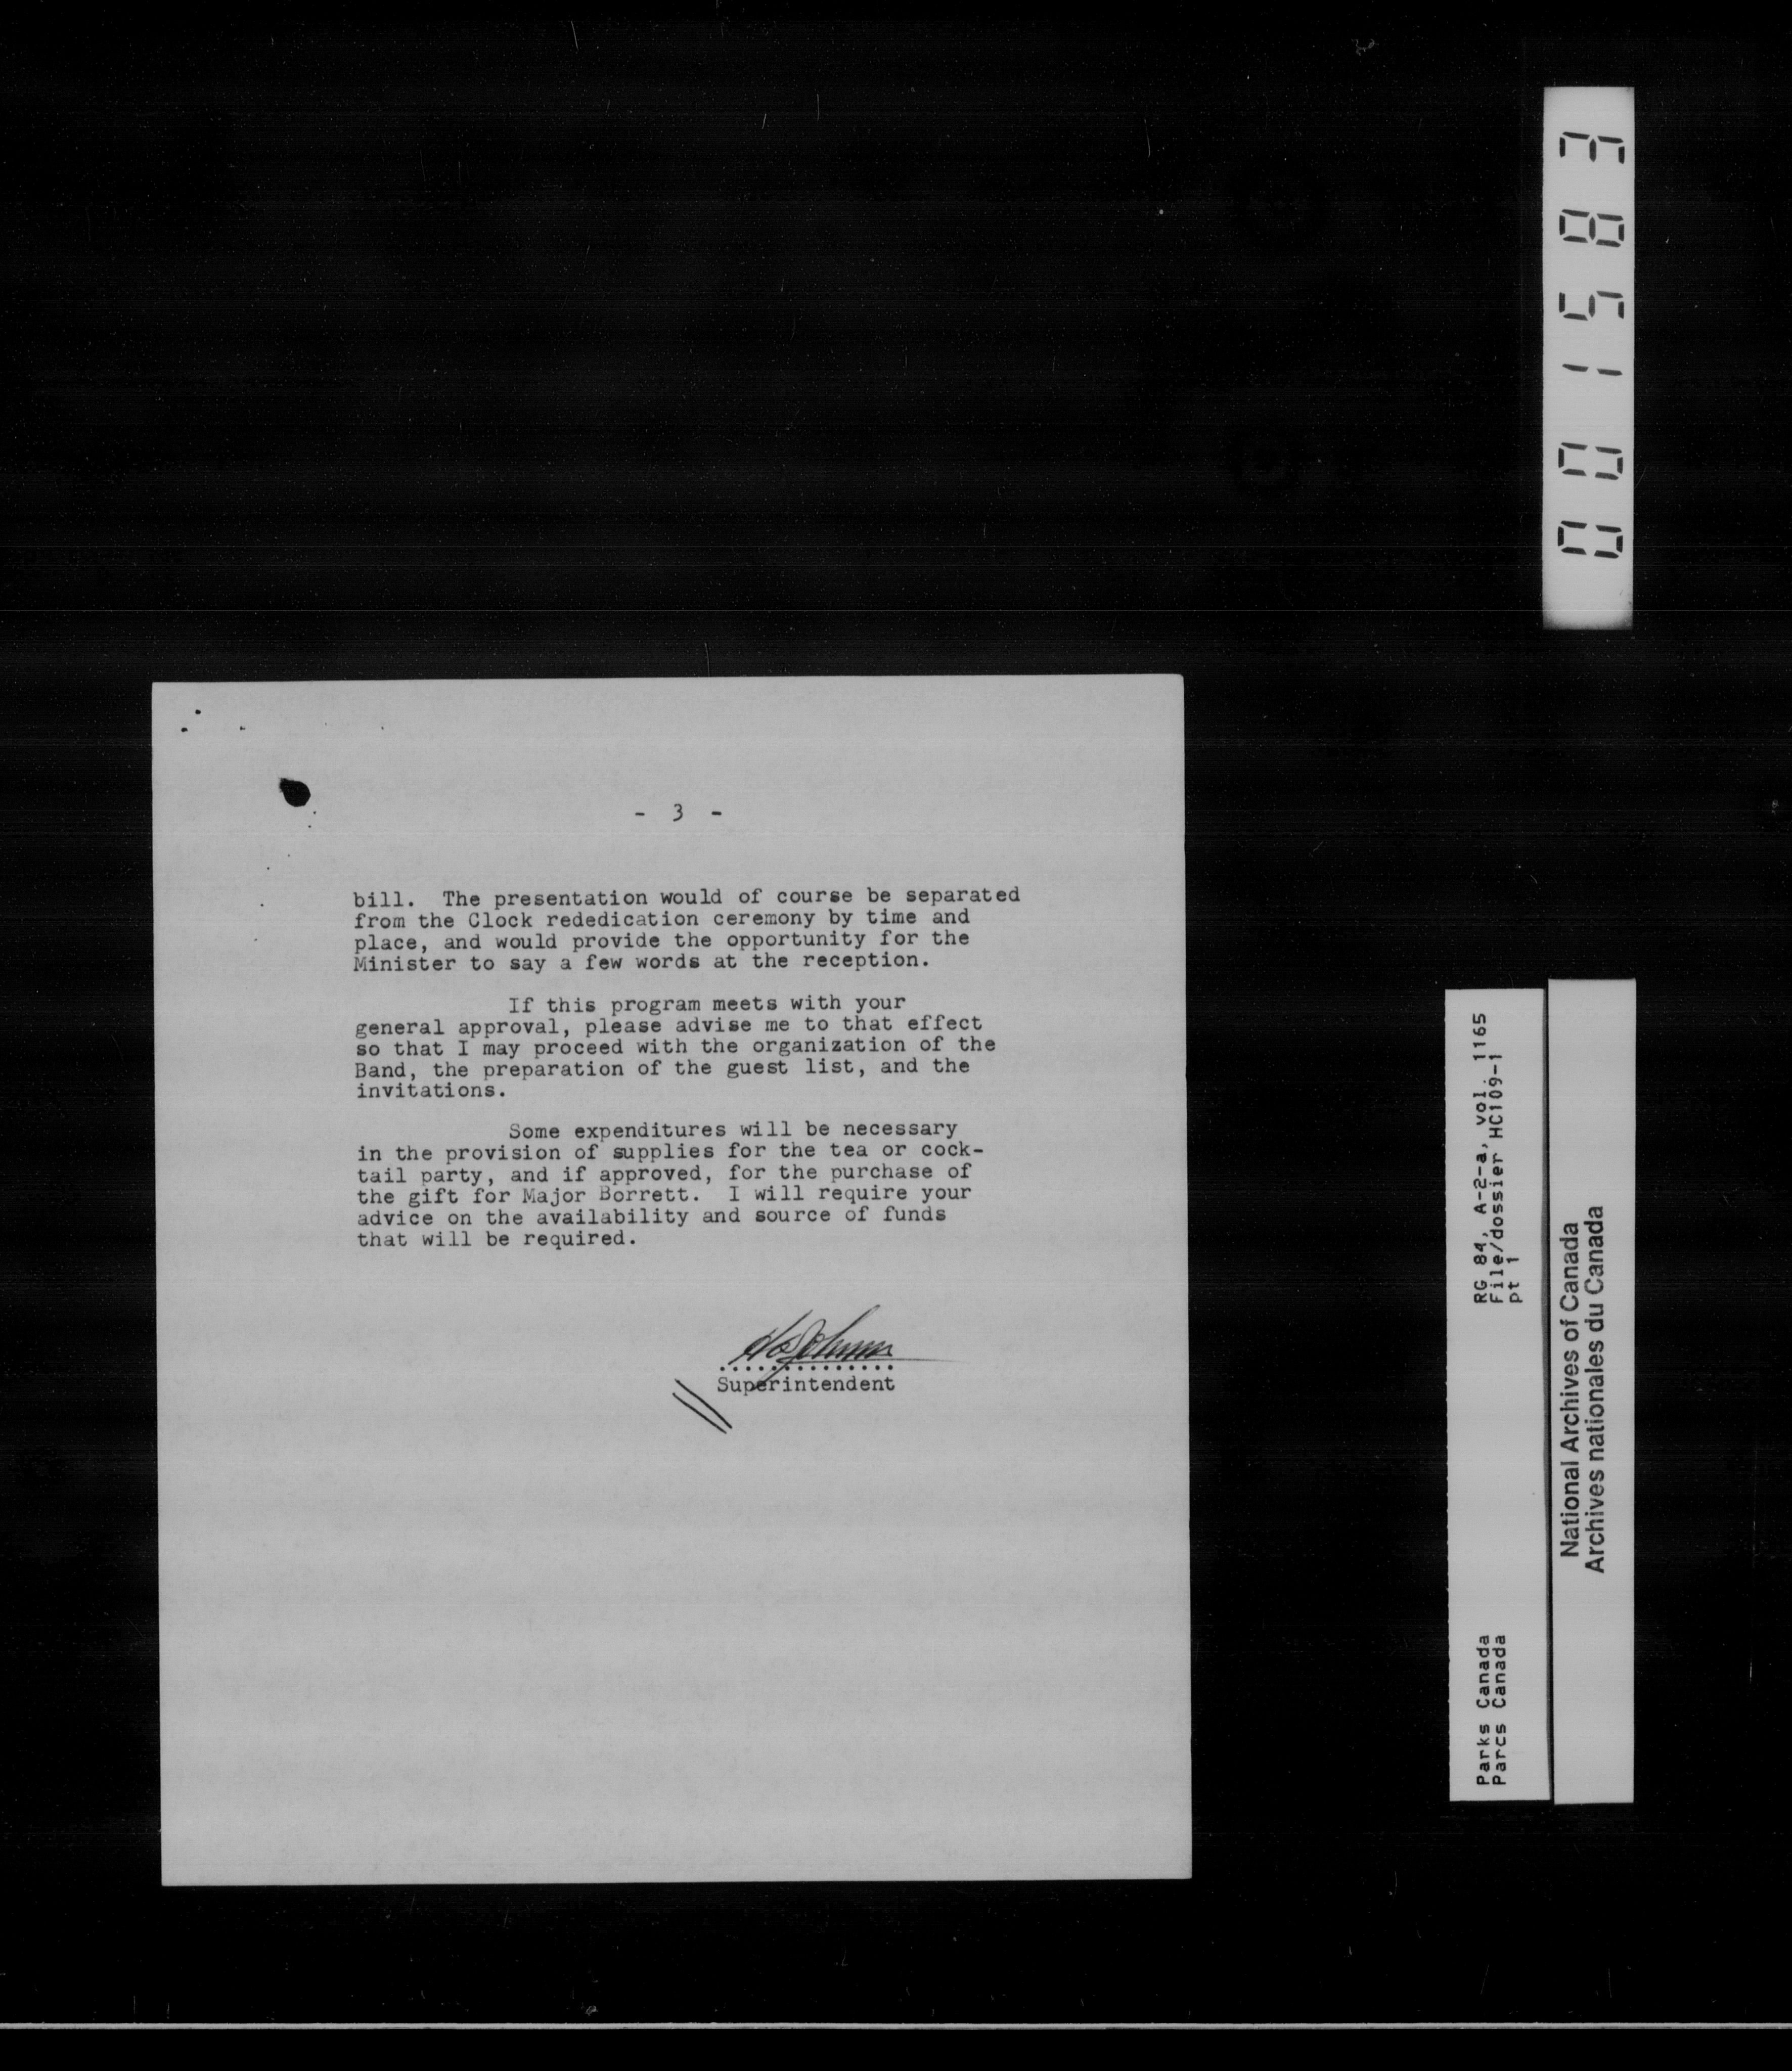 001583
- 3 -
bill. The presentation would of course be separated
from the Clock rededication ceremony by time and
place, and would provide the opportunity for the
Minister to say a few words at the reception.
If this program meets with your
general approval, please advise me to that effect
so that I may proceed with the organization of the
Band, the preparation of the guest list, and the
invitations.
Some expenditures will be necessary
in the provision of supplies for the tea or cock-
tail party, and if approved, for the purchase of
the gift for Major Borrett. I will require your
advice on the availability and source of funds
that will be required.
Superintendent
RG 84, A-2-a, vol. 1165
File/dossier HC109-11
pt 1
Parks Canada
Parcs Canada
National Archives of Canada
Archives nationales du Canada